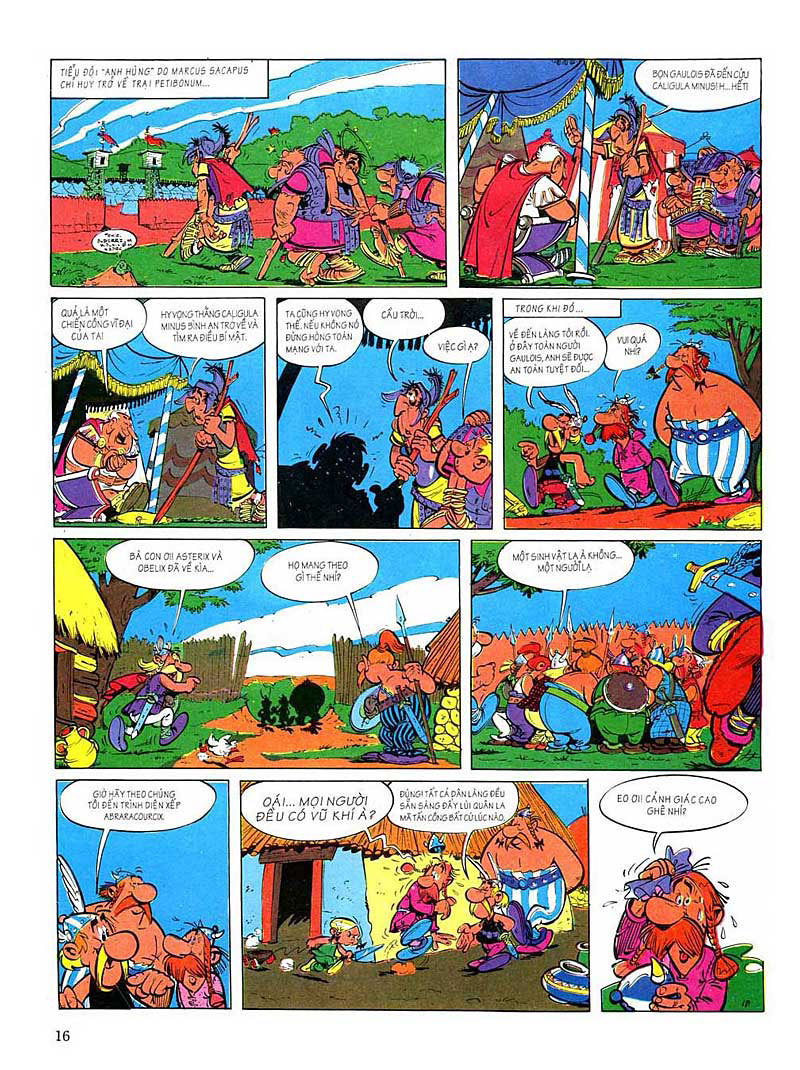 TIỂU ĐỘI "ANH HÙNG" DO MARCUS SACAPUS
CHỈ HUY TRỞ VỀ TRẠI PETIBONUM...
BỌN GAULOIS ĐÃ ĐẾN CỨU
CALIGULA MINUS! H... HẾT!
QUẢ LÀ MỘT
CHIẾN CÔNG VĨ ĐẠI
CỦA TA!
HY VỌNG THẰNG CALIGULA
MINUS BÌNH AN TRỞ VỀ VÀ
TÌM RA ĐIỀU BÍ MẬT.
TA CŨNG HY VỌNG
THẾ. NẾU KHÔNG NÓ
ĐỪNG HÒNG TOÀN
MẠNG VỚI TA.
CẦU TRỜI...
VIỆC GÌ Ạ?
TRONG KHI ĐÓ...
VỀ ĐẾN LÀNG TÔI RỒI.
Ở ĐÂY TOÀN NGƯỜI
GAULOIS, ANH SẼ ĐƯỢC
AN TOÀN TUYỆT ĐỐI...
VUI QUÁ
NHỈ?
BÀ CON ƠI! ASTERIX VÀ
OBELIX ĐÃ VỀ KÌA...
HỌ MANG THEO
GÌ THẾ NHỈ?
MỘT SINH VẬT LẠ À KHÔNG...
MỘT NGƯỜI LẠ
GIỜ HÃY THEO CHÚNG
TÔI ĐẾN TRÌNH DIỆN XẾP
ABRARACOURCIX.
OÁI... MỌI NGƯỜI
ĐỀU CÓ VŨ KHÍ À?
ĐÚNG! TẤT CẢ DÂN LÀNG ĐỀU
SẴN SÀNG ĐẨY LÙI QUÂN LA
MÃ TẤN CÔNG BẤT CỨ LÚC NÀO.
EO ƠI! CẢNH GIÁC CAO
GHÊ NHỈ?
16